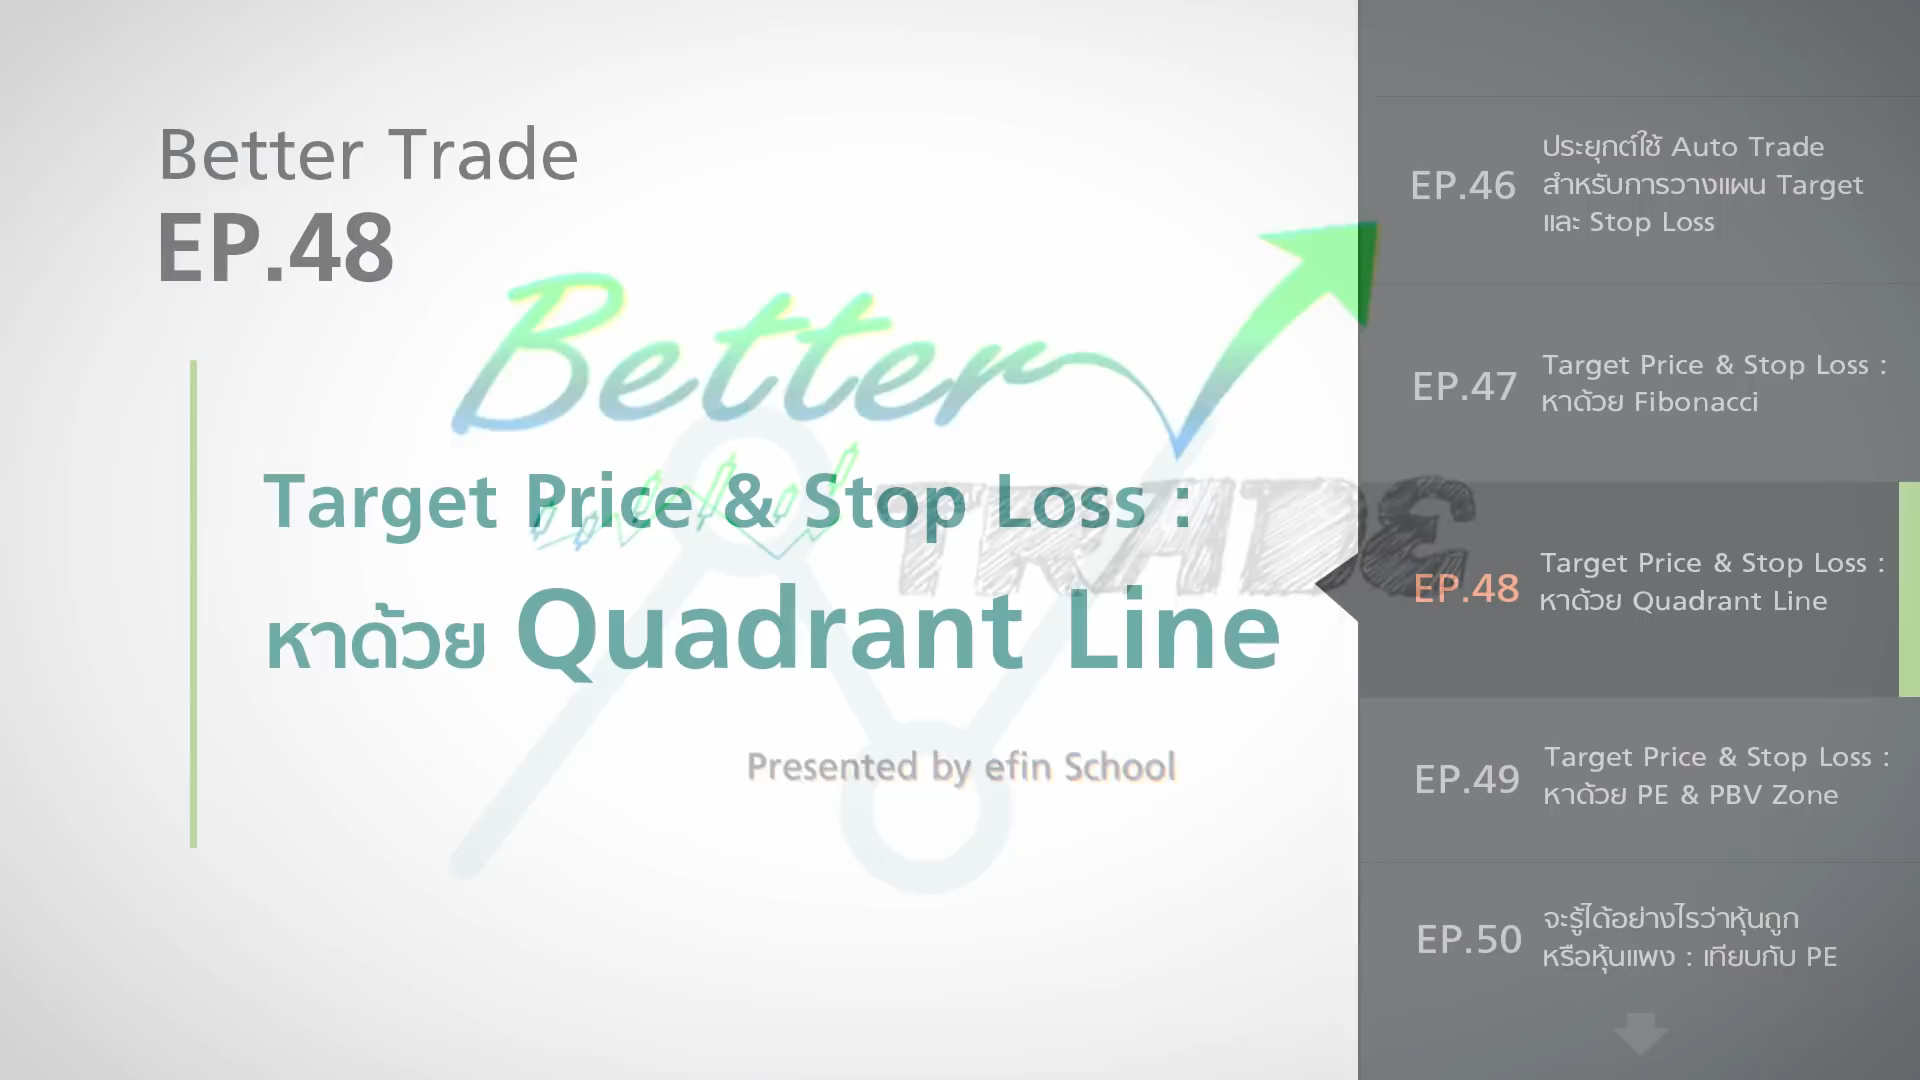 Better Trade
EP.48
Better
TRADE
Target Price & Stop Loss :
หาด้วย Quadrant Line
Presented by efin School
EP.46
ประยุกต์ใช้ Auto Trade
สำหรับการวางแผน Target
และ Stop Loss
EP.47
Target Price & Stop Loss :
หาด้วย Fibonacci
EP.48
Target Price & Stop Loss :
หาด้วย Quadrant Line
EP.49
Target Price & Stop Loss :
หาด้วย PE & PBV Zone
EP.50
จะรู้ได้อย่างไรว่าหุ้นถูก
หรือหุ้นแพง : เทียบกับ PE